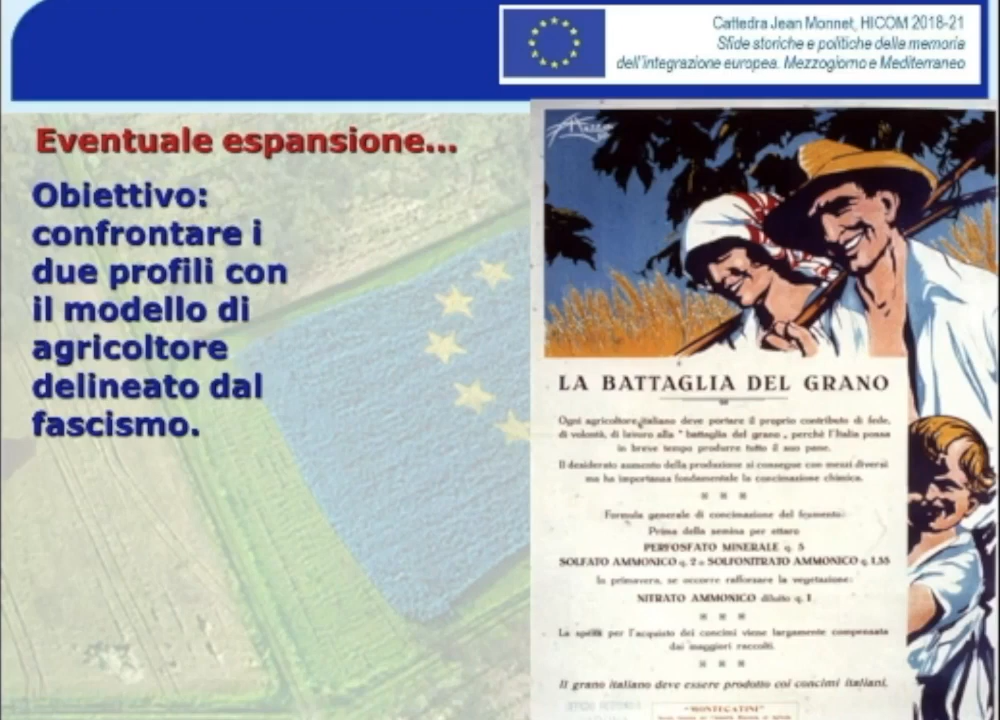 Cattedra Jean Monnet, HICOM 2018-21
Sfide storiche e politiche della memoria
dell'integrazione europea. Mezzogiorno e Mediterraneo
Eventuale espansione...
Obiettivo:
confrontare i
due profili con
il modello di
agricoltore
delineato dal
fascismo.
LA BATTAGLIA DEL GRANO
Ogni agricoltore italiano deve portare il proprio contributo di fede,
di volontà, di lavoro alla " battaglia del grano „ perchè l'Italia possa
in breve tempo produrre tutto il suo pane.
Il desiderato aumento della produzione si consegue con mezzi diversi
ma ha importanza fondamentale la concimazione chimica.
Formula generale di concimazione del frumento:
Prima della semina per ettaro
PERFOSFATO MINERALE q. 5
SOLFATO AMMONICO q. 2 o SOLFONITRATO AMMONICO q. 1,55
In primavera, se occorre rafforzare la vegetazione:
NITRATO AMMONICO diluito q. 1
La spesa per l'acquisto dei concimi viene largamente compensata
dai maggiori raccolti.
Il grano italiano deve essere prodotto coi concimi italiani.
"MONTECATINI"